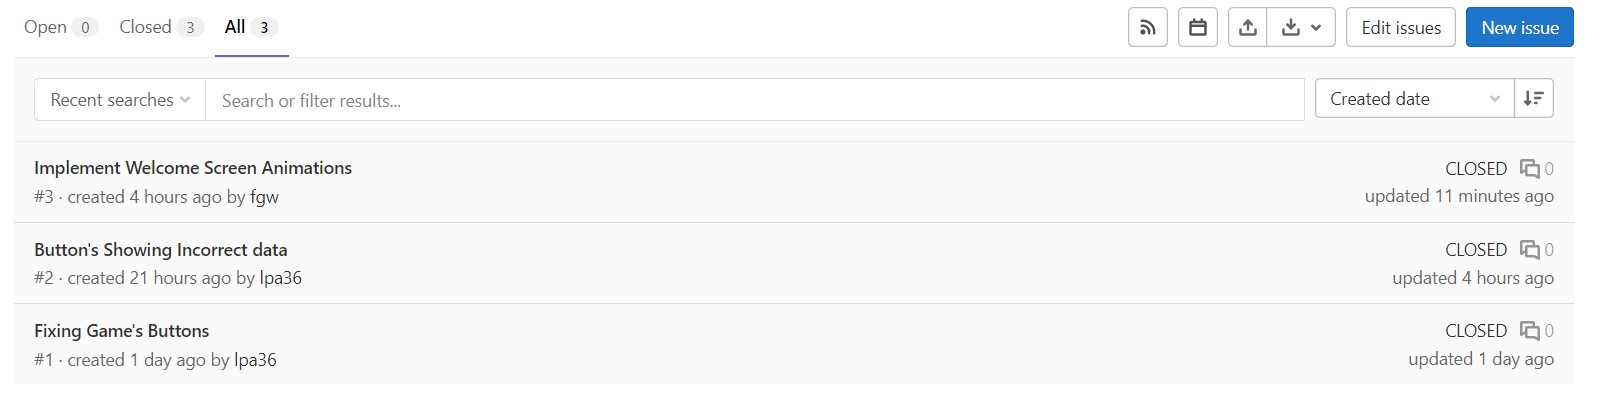 Open 0 Closed 3 All 3 Edit issues New issue
Recent searches Search or filter results... Created date
Implement Welcome Screen Animations CLOSED 0
#3 · created 4 hours ago by fgw updated 11 minutes ago
Button's Showing Incorrect data CLOSED 0
#2 · created 21 hours ago by lpa36 updated 4 hours ago
Fixing Game's Buttons CLOSED 0
#1 · created 1 day ago by lpa36 updated 1 day ago